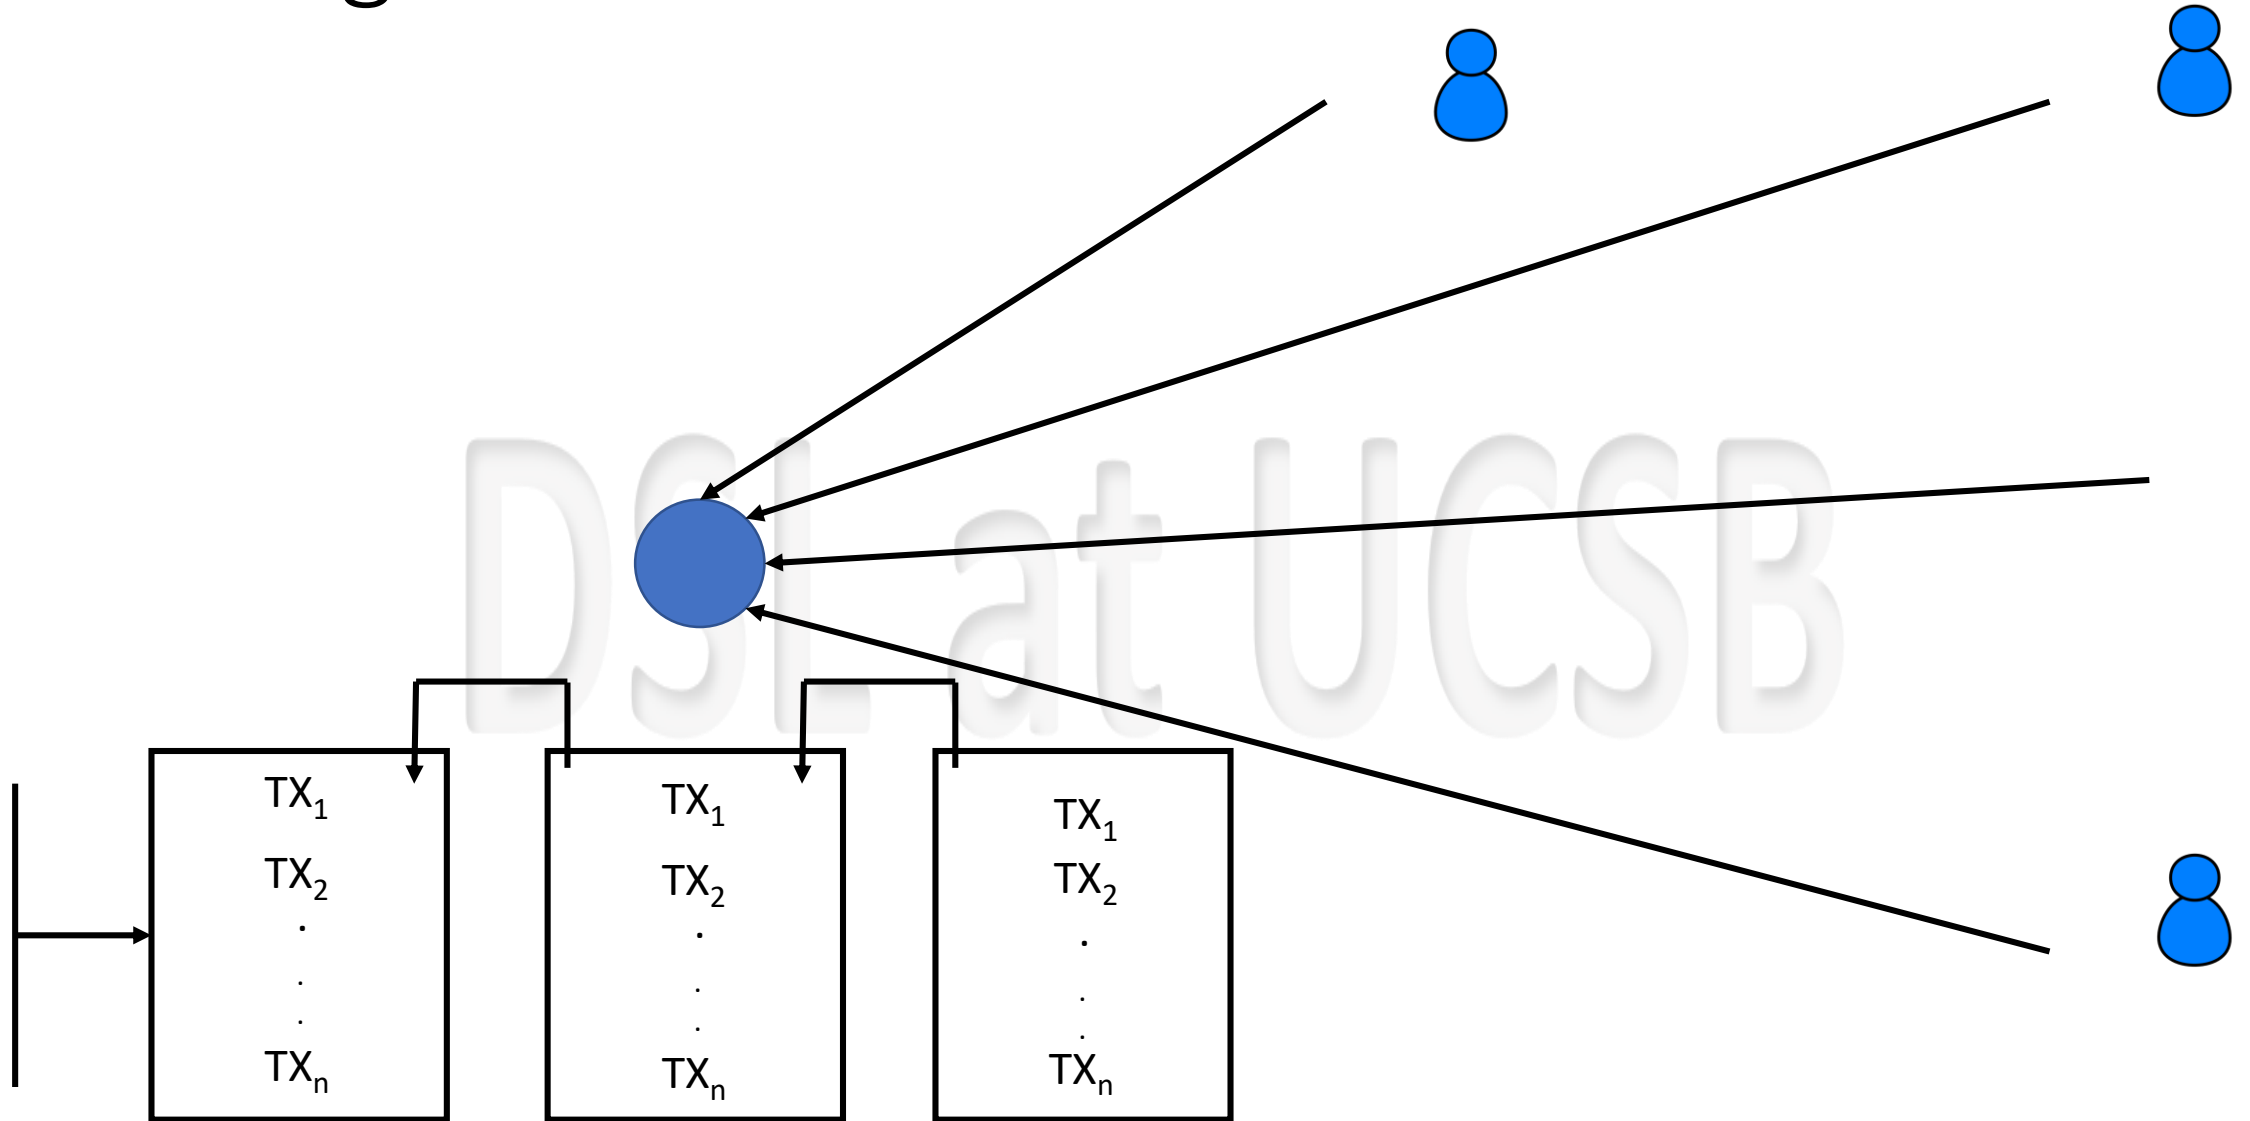 DSL at UCSB
TX1
TX2
.
.
.
TXn
TX1
TX2
.
.
.
TXn
TX1
TX2
.
.
.
TXn